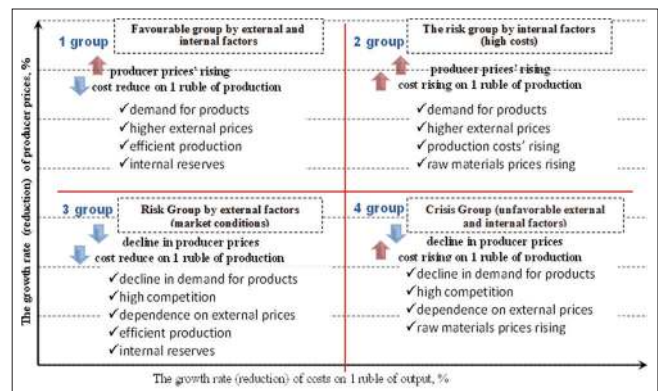 The growth rate (reduction) of producer prices, %
1 group
Favourable group by external and
internal factors
producer prices' rising
cost reduce on 1 ruble of production
✓demand for products
✓higher external prices
✓efficient production
✓internal reserves
2 group
The risk group by internal factors
(high costs)
producer prices' rising
cost rising on 1 ruble of production
✓demand for products
✓higher external prices
✓production costs' rising
✓raw materials prices rising
3 group
Risk Group by external factors
(market conditions)
decline in producer prices
cost reduce on 1 ruble of production
✓decline in demand for products
✓high competition
✓dependence on external prices
✓efficient production
✓internal reserves
4 group
Crisis Group (unfavorable external
and internal factors)
decline in producer prices
cost rising on 1 ruble of production
✓decline in demand for products
✓high competition
✓dependence on external prices
✓raw materials prices rising
The growth rate (reduction) of costs on 1 ruble of output, %